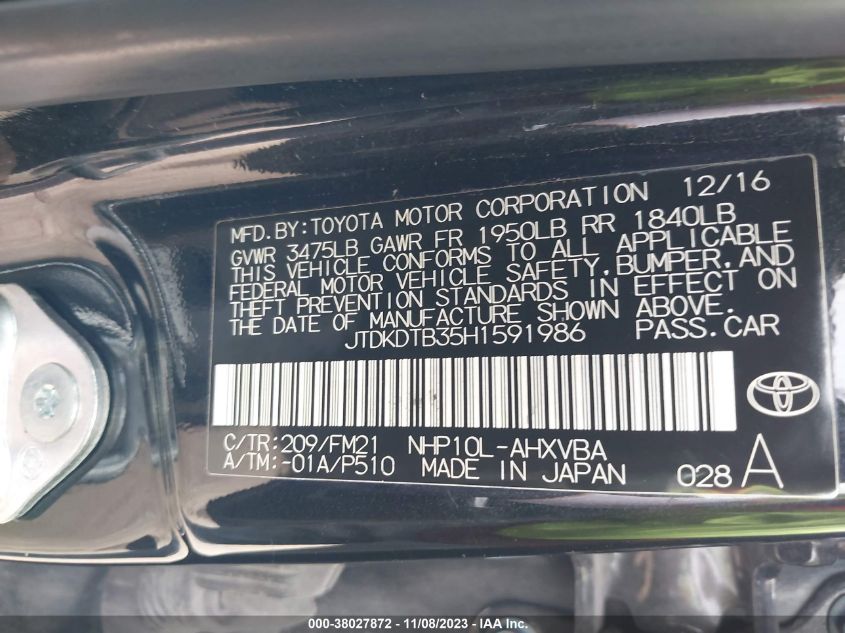 MFD.BY:TOYOTA MOTOR CORPORATION 12/16
GVWR 3475LB GAWR FR 1950LB RR 1840LB
THIS VEHICLE CONFORMS TO ALL APPLICABLE
FEDERAL MOTOR VEHICLE SAFETY,BUMPER,AND
THEFT PREVENTION STANDARDS IN EFFECT ON
THE DATE OF MANUFACTURE SHOWN ABOVE.
JTDKDTB35H1591986 PASS.CAR
C/TR:209/FM21 NHP10L-AHXVBA
A/TM:-01A/P510 MADE IN JAPAN 028 A
000-38027872 - 11/08/2023 - IAA Inc.